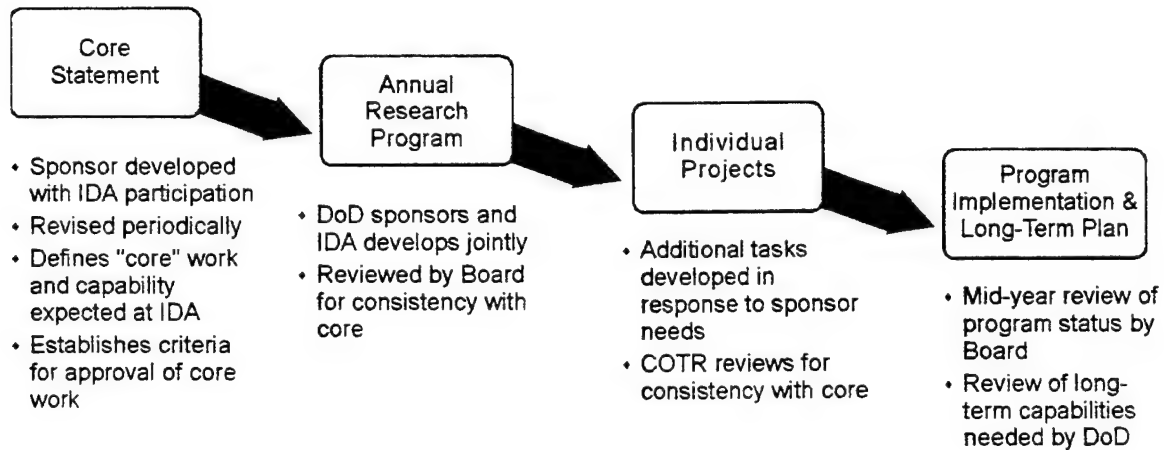 Core
Statement
• Sponsor developed
with IDA participation
• Revised periodically
• Defines "core" work
and capability
expected at IDA
• Establishes criteria
for approval of core
work
Annual
Research
Program
• DoD sponsors and
IDA develops jointly
• Reviewed by Board
for consistency with
core
Individual
Projects
• Additional tasks
developed in
response to sponsor
needs
• COTR reviews for
consistency with core
Program
Implementation &
Long-Term Plan
• Mid-year review of
program status by
Board
• Review of long-
term capabilities
needed by DoD